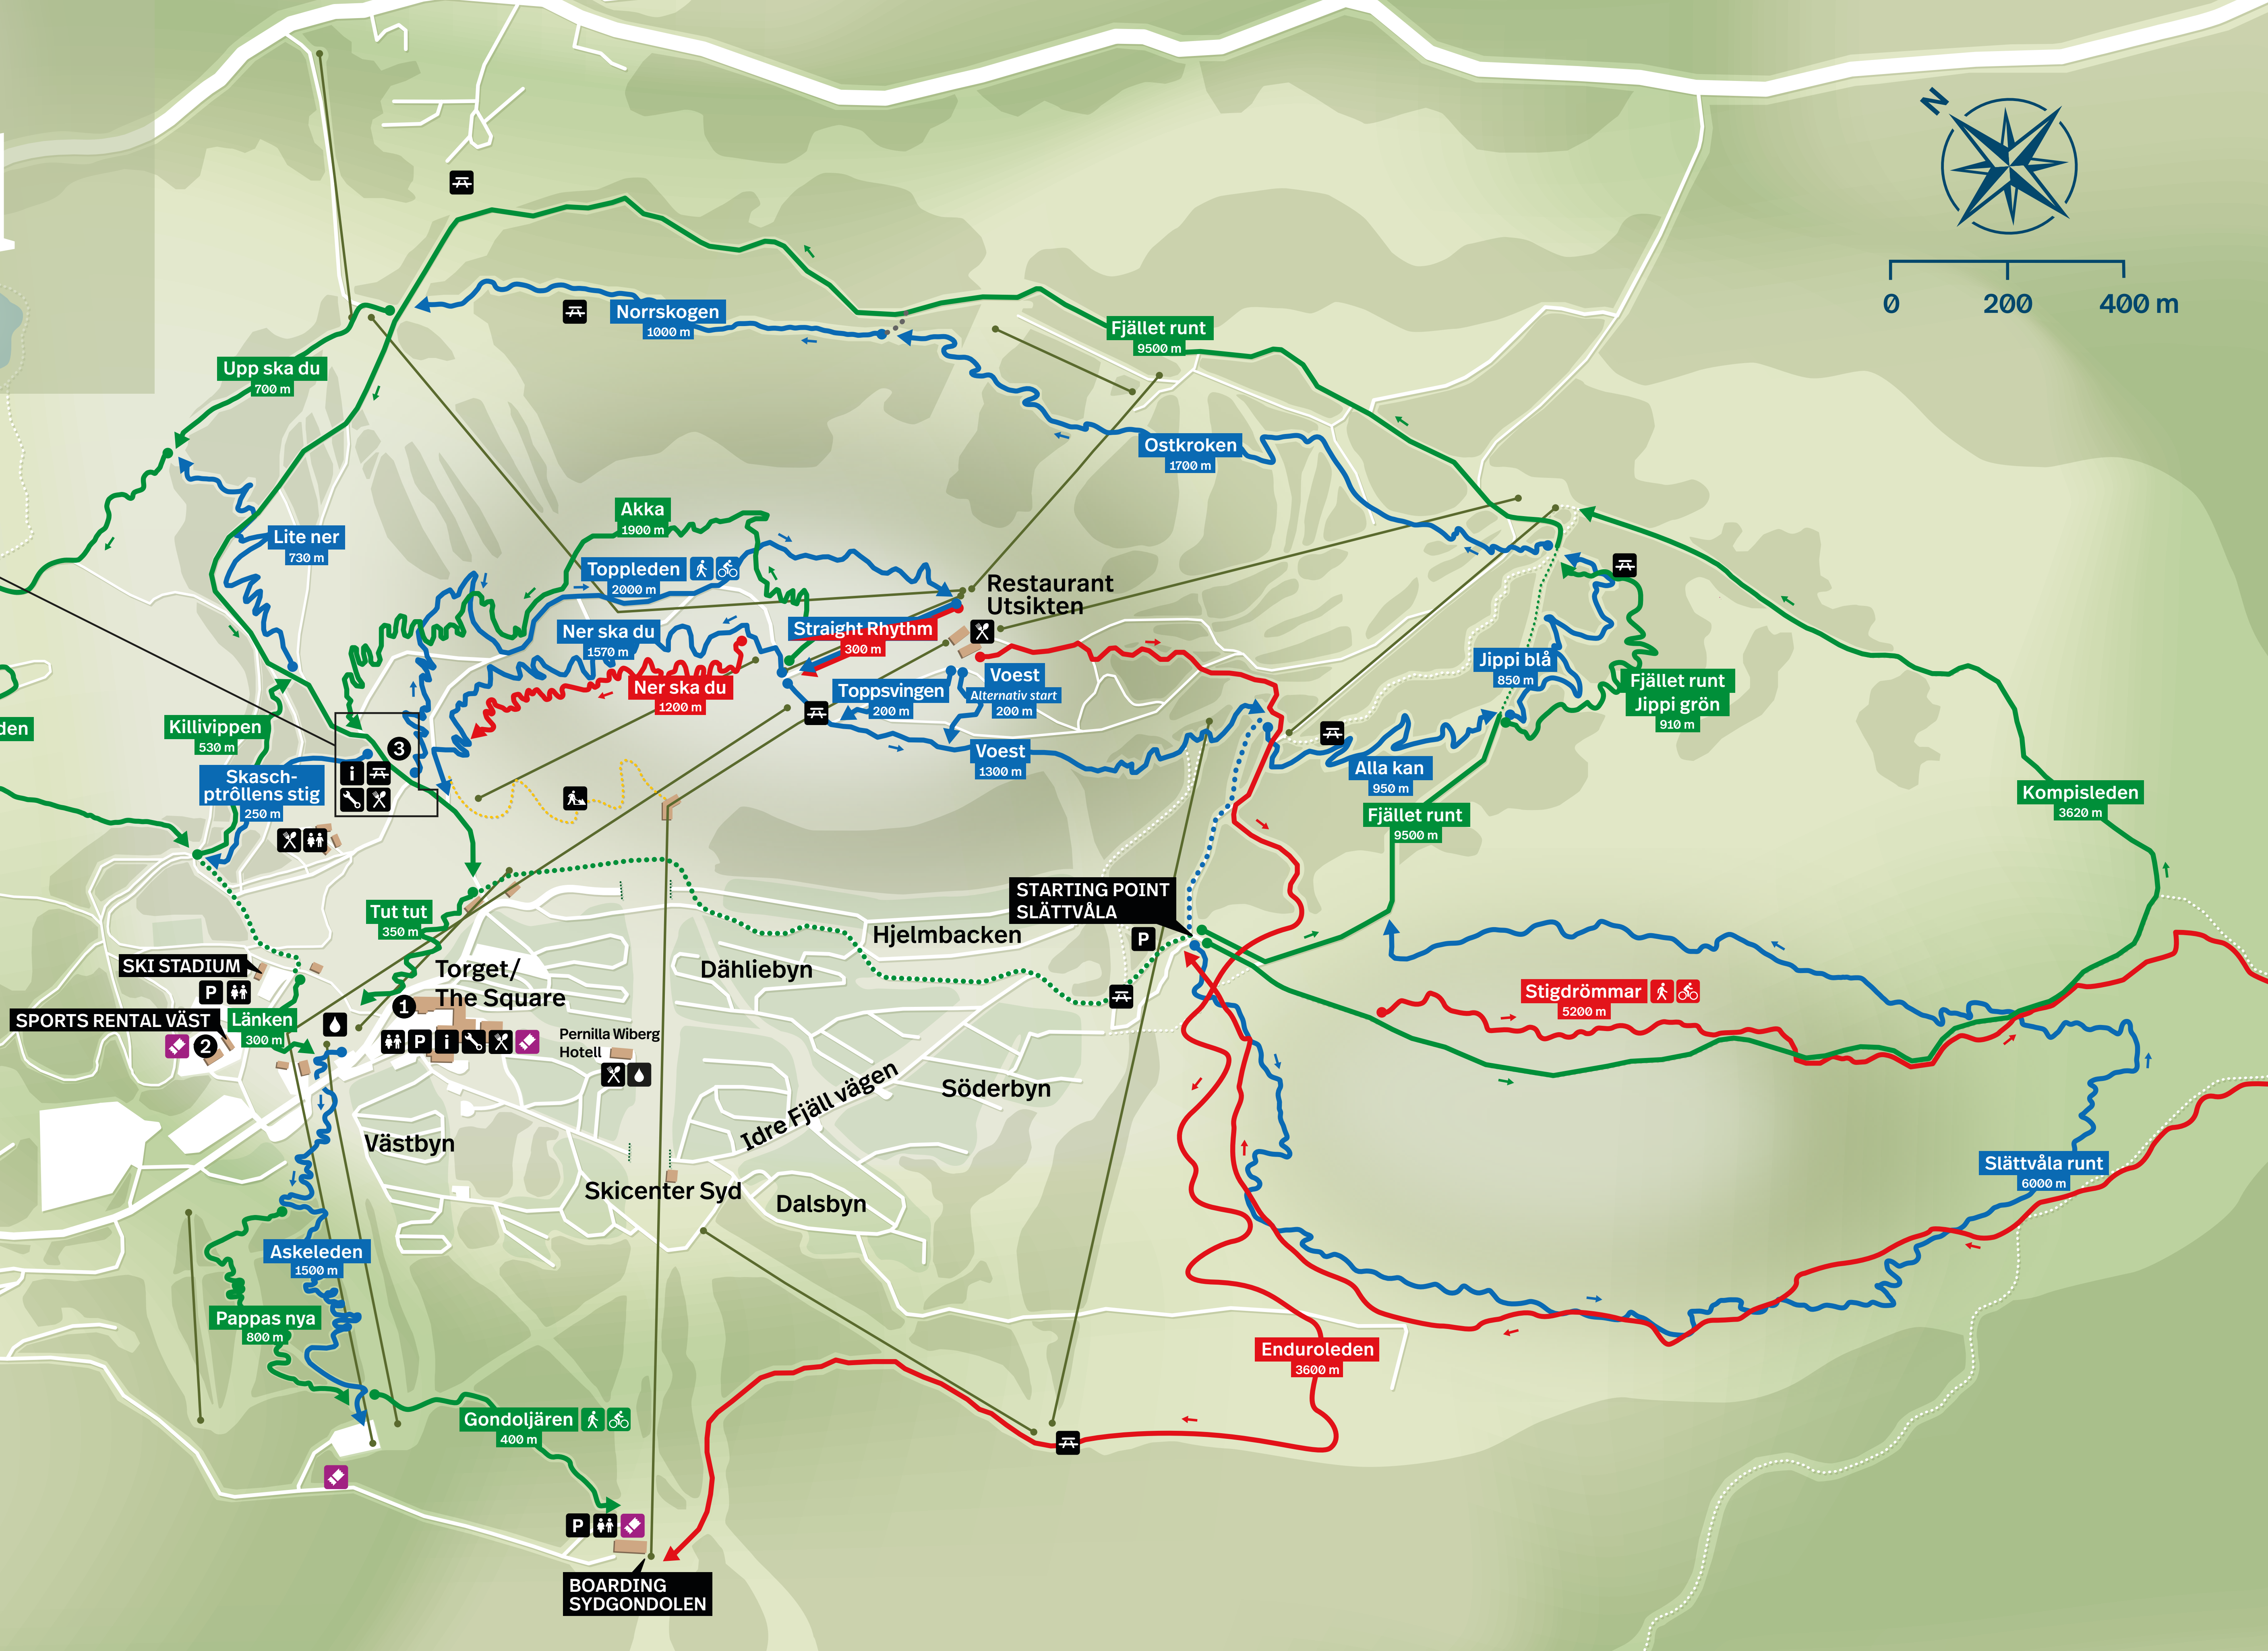 N
0 200 400 m
Norrskogen
1000 m
Fjället runt
9500 m
Upp ska du
700 m
Ostkroken
1700 m
Akka
1900 m
Lite ner
730 m
Toppleden
2000 m
Restaurant
Utsikten
Ner ska du
1570 m
Straight Rhythm
300 m
Jippi blå
850 m
Fjället runt
Jippi grön
910 m
Ner ska du
1200 m
Toppsvingen
200 m
Voest
Alternativ start
200 m
den
Killivippen
530 m
3
i
Voest
1300 m
Alla kan
950 m
Skasch-
ptrôllens stig
250 m
Kompisleden
3620 m
Fjället runt
9500 m
STARTING POINT
SLÄTTVÅLA
P
Tut tut
350 m
Hjelmbacken
SKI STADIUM
P
Torget/
The Square
Dähliebyn
Stigdrömmar
5200 m
SPORTS RENTAL VÄST
2
Länken
300 m
1
P i
Pernilla Wiberg
Hotell
Söderbyn
Idre Fjäll vägen
Västbyn
Slättvåla runt
6000 m
Skicenter Syd
Dalsbyn
Askeleden
1500 m
Pappas nya
800 m
Enduroleden
3600 m
Gondoljären
400 m
P
BOARDING
SYDGONDOLEN